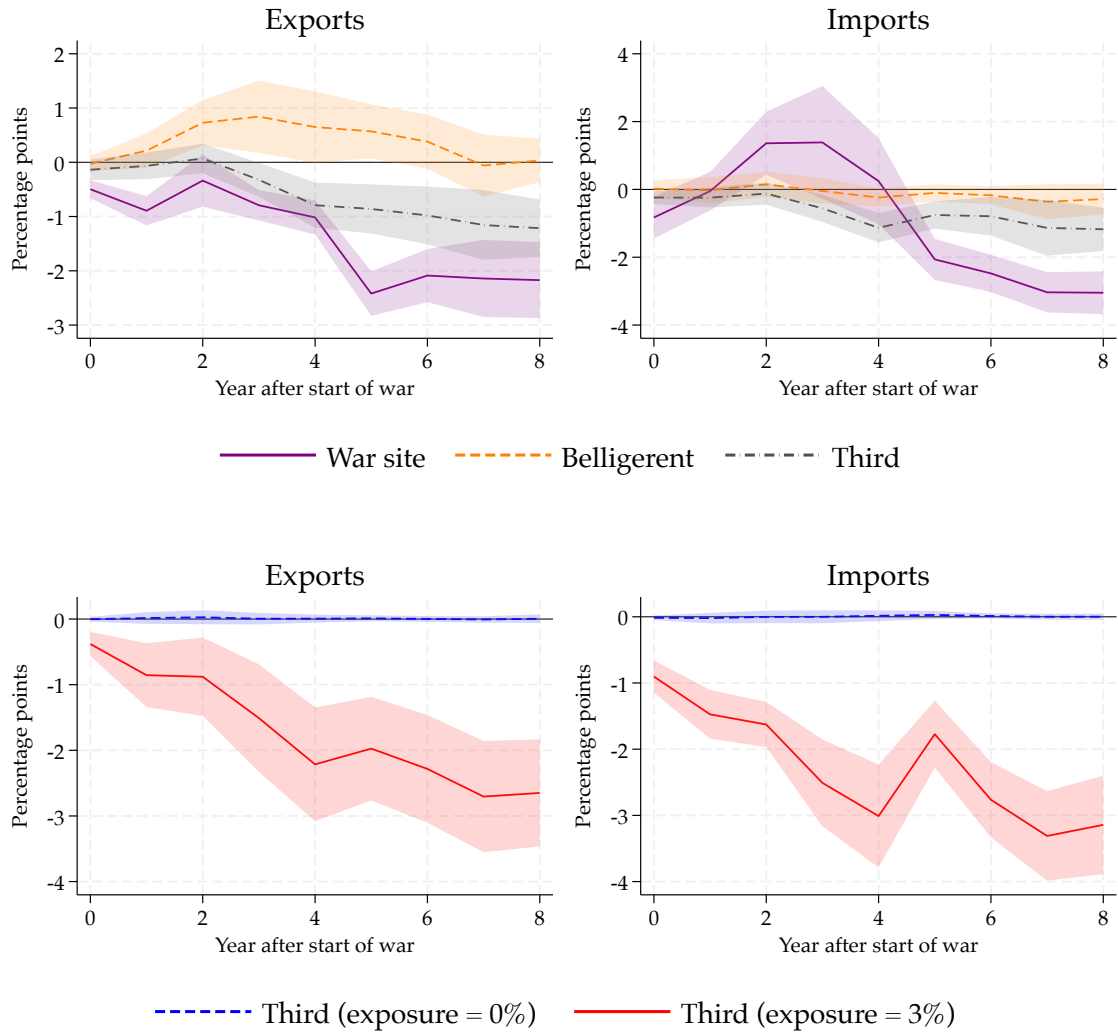 Exports
Imports
Percentage points
2
1
0
-1
-2
-3
0 2 4 6 8
Year after start of war
Percentage points
4
2
0
-2
-4
0 2 4 6 8
Year after start of war
War site Belligerent Third
Exports
Imports
Percentage points
0
-1
-2
-3
-4
0 2 4 6 8
Year after start of war
Percentage points
0
-1
-2
-3
-4
0 2 4 6 8
Year after start of war
Third (exposure = 0%) Third (exposure = 3%)